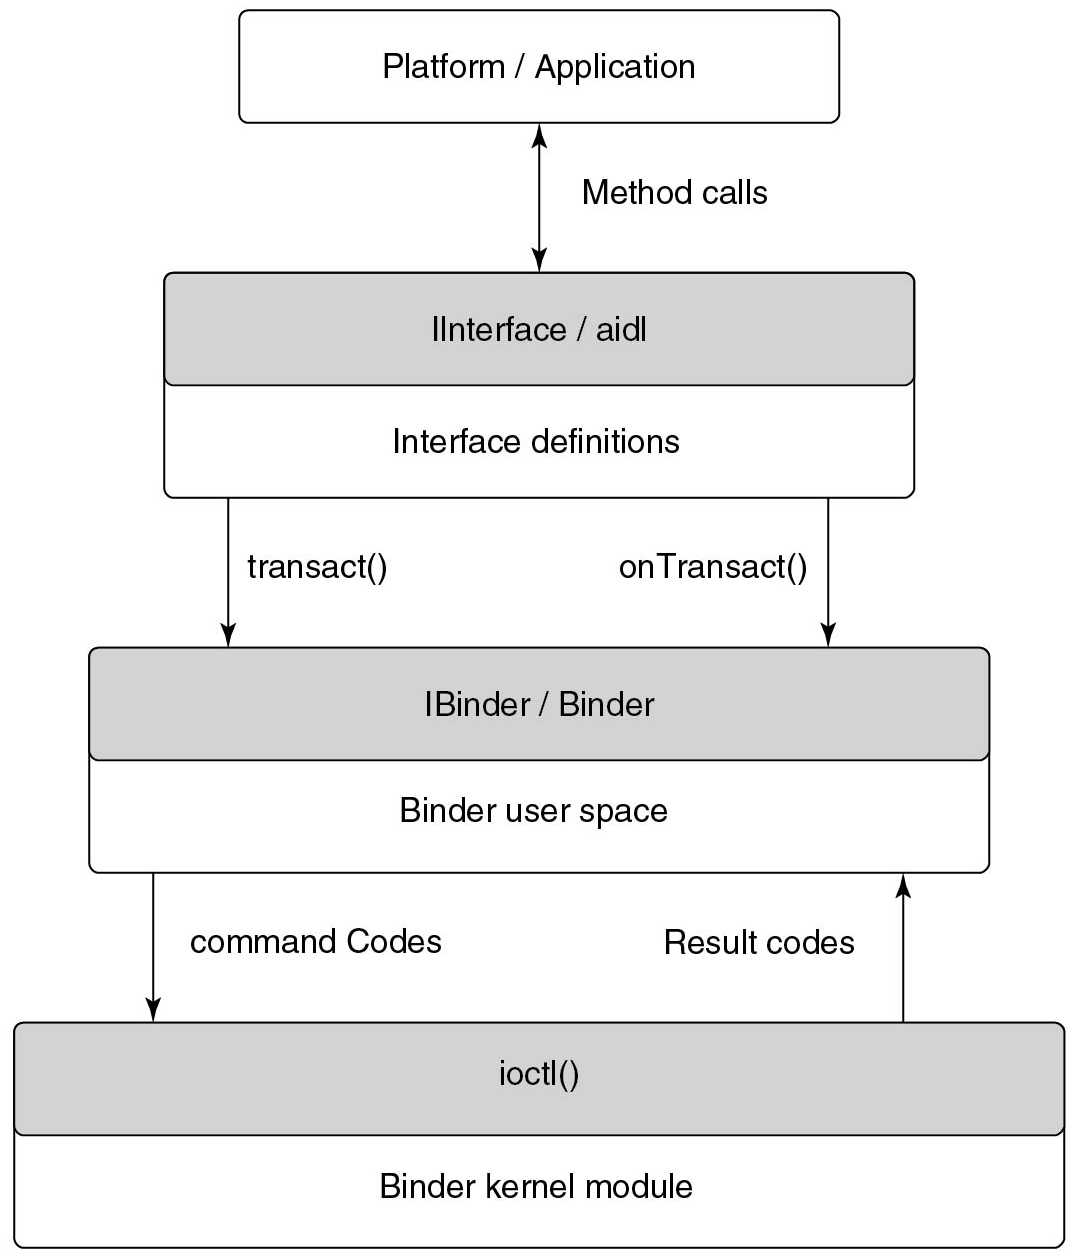 Platform / Application
Method calls
IInterface / aidl
Interface definitions
transact()
onTransact()
IBinder / Binder
Binder user space
command Codes
Result codes
ioctl()
Binder kernel module